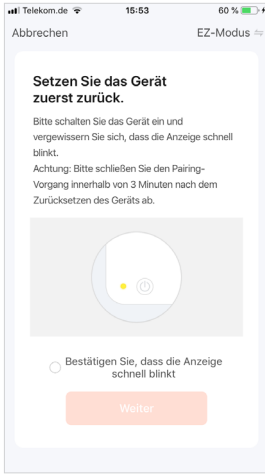 Telekom.de 15:53 60 %
Abbrechen EZ-Modus
Setzen Sie das Gerät
zuerst zurück.
Bitte schalten Sie das Gerät ein und
vergewissern Sie sich, dass die Anzeige schnell
blinkt.
Achtung: Bitte schließen Sie den Pairing-
Vorgang innerhalb von 3 Minuten nach dem
Zurücksetzen des Geräts ab.
Bestätigen Sie, dass die Anzeige
schnell blinkt
Weiter